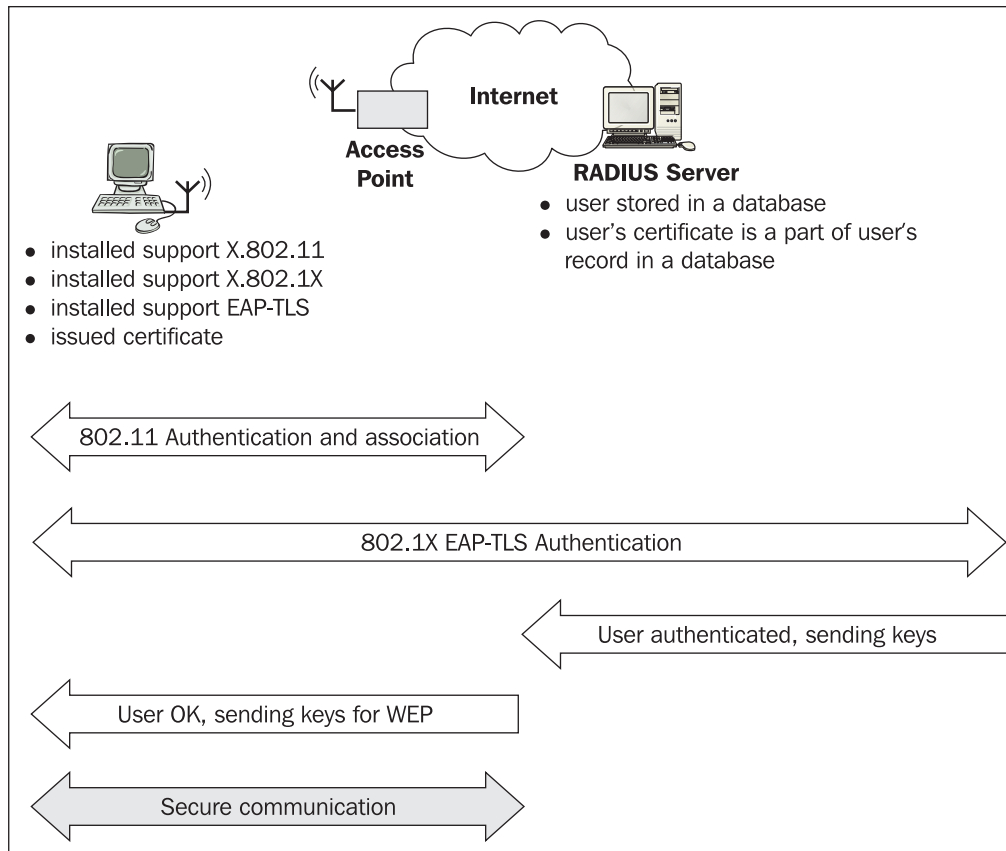 Internet
Access
Point
RADIUS Server
• user stored in a database
• user's certificate is a part of user's
record in a database
• installed support X.802.11
• installed support X.802.1X
• installed support EAP-TLS
• issued certificate
802.11 Authentication and association
802.1X EAP-TLS Authentication
User authenticated, sending keys
User OK, sending keys for WEP
Secure communication